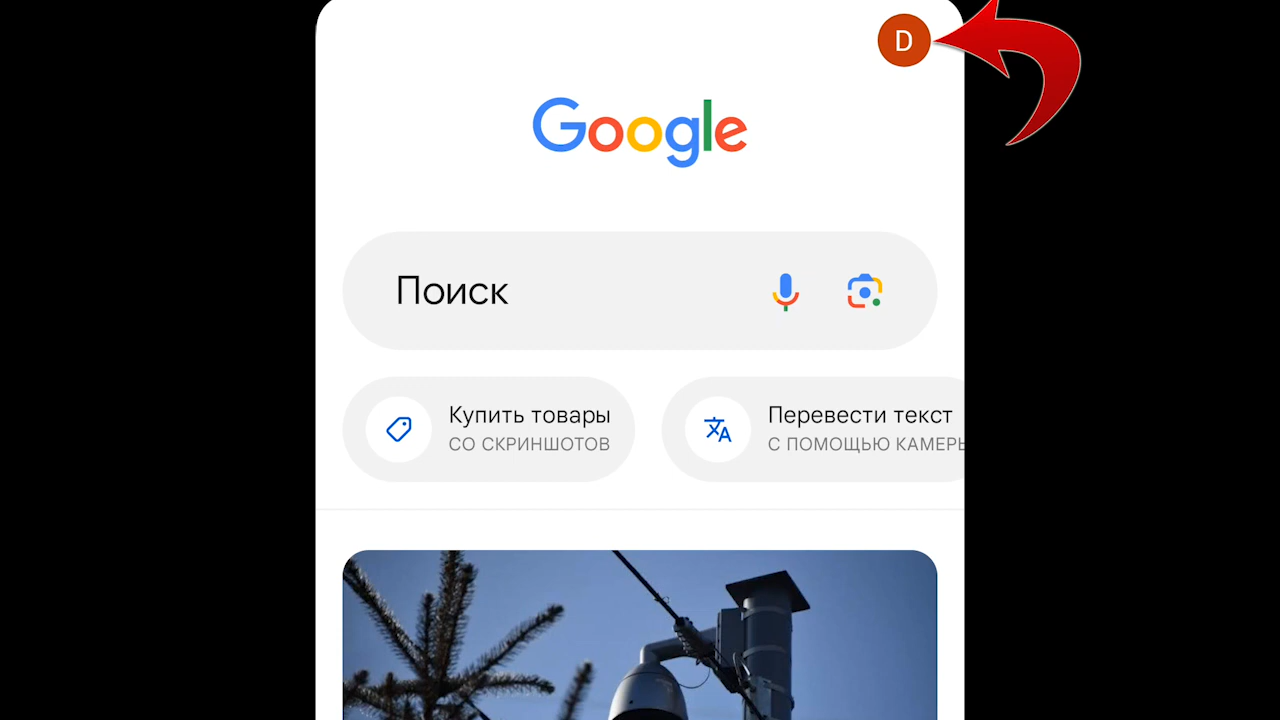 D
Google
Поиск
Купить товары
СО СКРИНШОТОВ
Перевести текст
С ПОМОЩЬЮ КАМЕРЫ